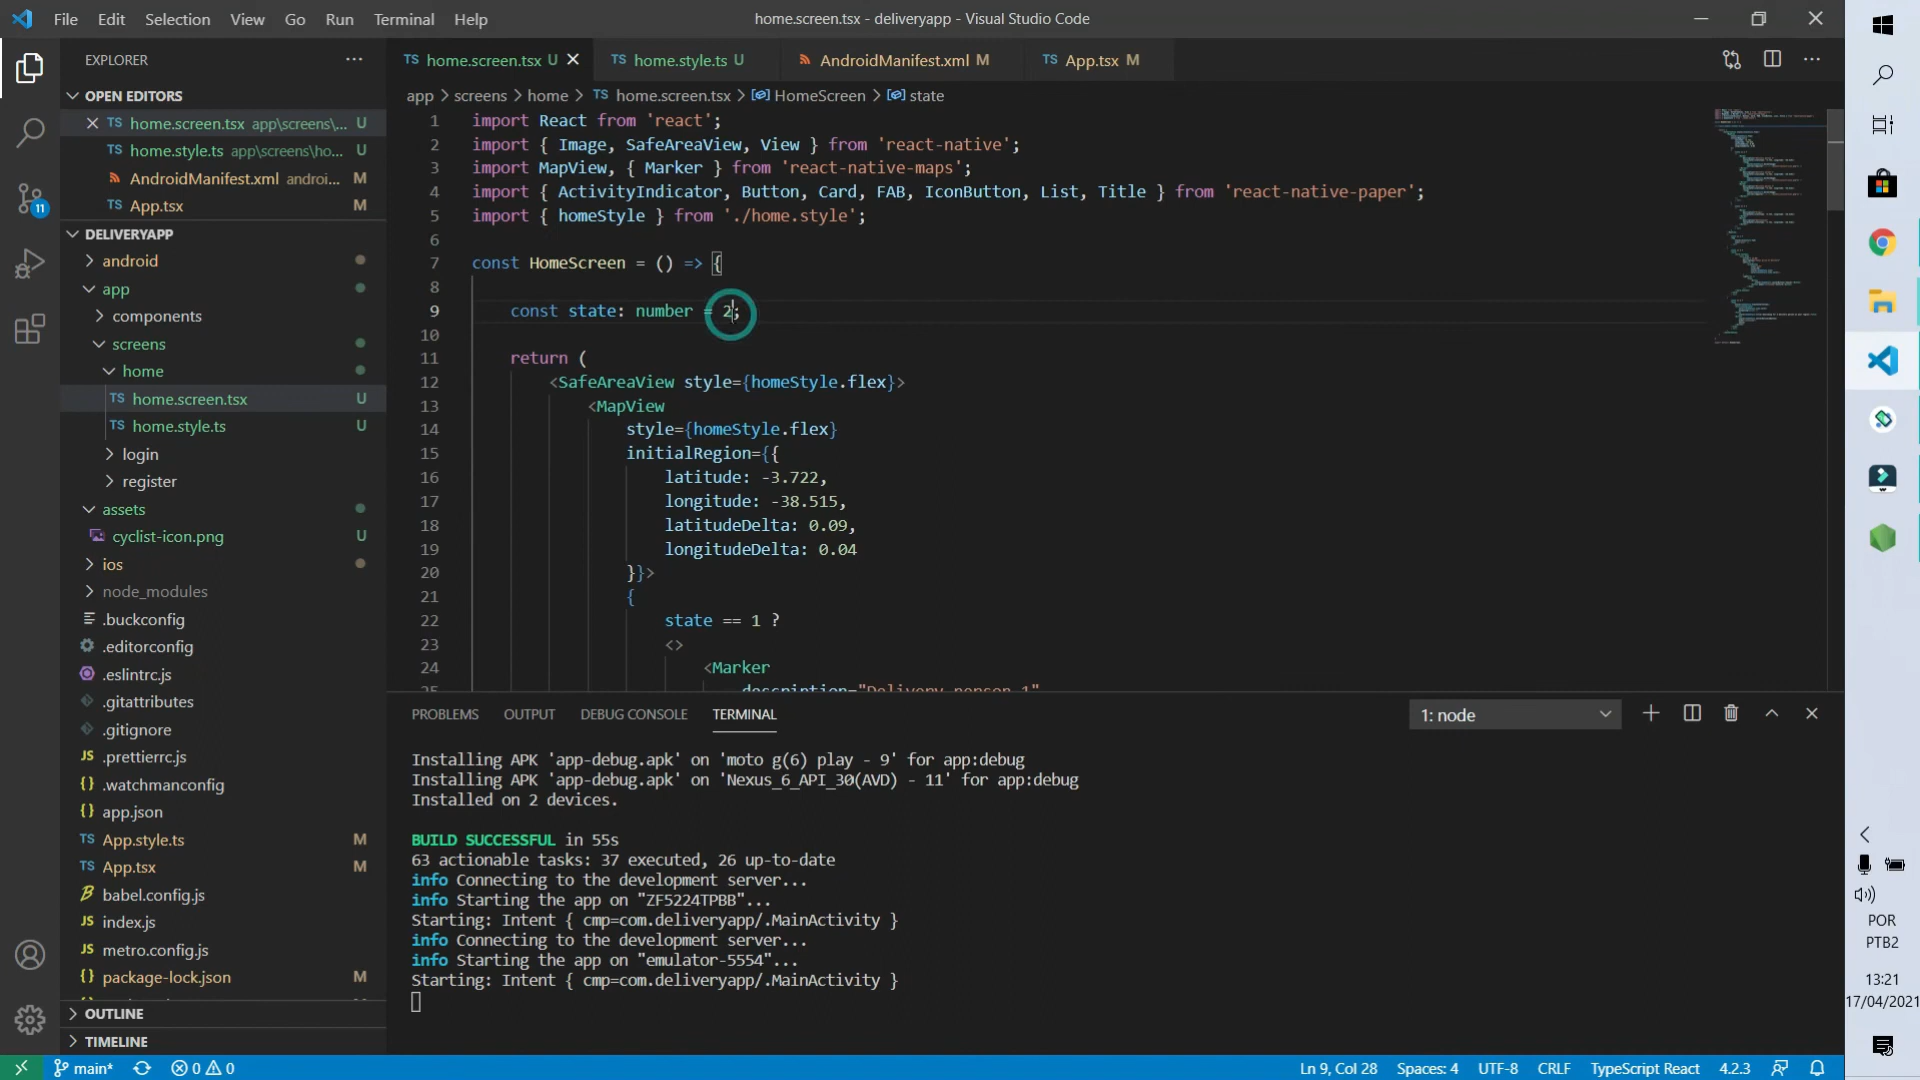 File Edit Selection View Go Run Terminal Help
home.screen.tsx - deliveryapp - Visual Studio Code
EXPLORER
OPEN EDITORS
home.screen.tsx app\screens\... U
home.style.ts app\screens\ho... U
AndroidManifest.xml androi... M
App.tsx M
DELIVERYAPP
android
app
components
screens
home
home.screen.tsx U
home.style.ts U
login
register
assets
cyclist-icon.png U
ios
node_modules
.buckconfig
.editorconfig
.eslintrc.js
.gitattributes
.gitignore
.prettierrc.js
.watchmanconfig
app.json
App.style.ts M
App.tsx M
babel.config.js
index.js
metro.config.js
package-lock.json M
OUTLINE
TIMELINE
11
home.screen.tsx U home.style.ts U AndroidManifest.xml M App.tsx M
app > screens > home > home.screen.tsx > HomeScreen > state
1 import React from 'react';
2 import { Image, SafeAreaView, View } from 'react-native';
3 import MapView, { Marker } from 'react-native-maps';
4 import { ActivityIndicator, Button, Card, FAB, IconButton, List, Title } from 'react-native-paper';
5 import { homeStyle } from './home.style';
6
7 const HomeScreen = () => {
8
9 const state: number = 2;
10
11 return (
12 <SafeAreaView style={homeStyle.flex}>
13 <MapView
14 style={homeStyle.flex}
15 initialRegion={{
16 latitude: -3.722,
17 longitude: -38.515,
18 latitudeDelta: 0.09,
19 longitudeDelta: 0.04
20 }}>
21 {
22 state == 1 ?
23 <>
24 <Marker
25 description="Delivery person 1"
PROBLEMS OUTPUT DEBUG CONSOLE TERMINAL
1: node
Installing APK 'app-debug.apk' on 'moto g(6) play - 9' for app:debug
Installing APK 'app-debug.apk' on 'Nexus_6_API_30(AVD) - 11' for app:debug
Installed on 2 devices.
BUILD SUCCESSFUL in 55s
63 actionable tasks: 37 executed, 26 up-to-date
info Connecting to the development server...
info Starting the app on "ZF5224TPBB"...
Starting: Intent { cmp=com.deliveryapp/.MainActivity }
info Connecting to the development server...
info Starting the app on "emulator-5554"...
Starting: Intent { cmp=com.deliveryapp/.MainActivity }
main* 0 0
Ln 9, Col 28 Spaces: 4 UTF-8 CRLF TypeScript React 4.2.3
POR
PTB2
13:21
17/04/2021